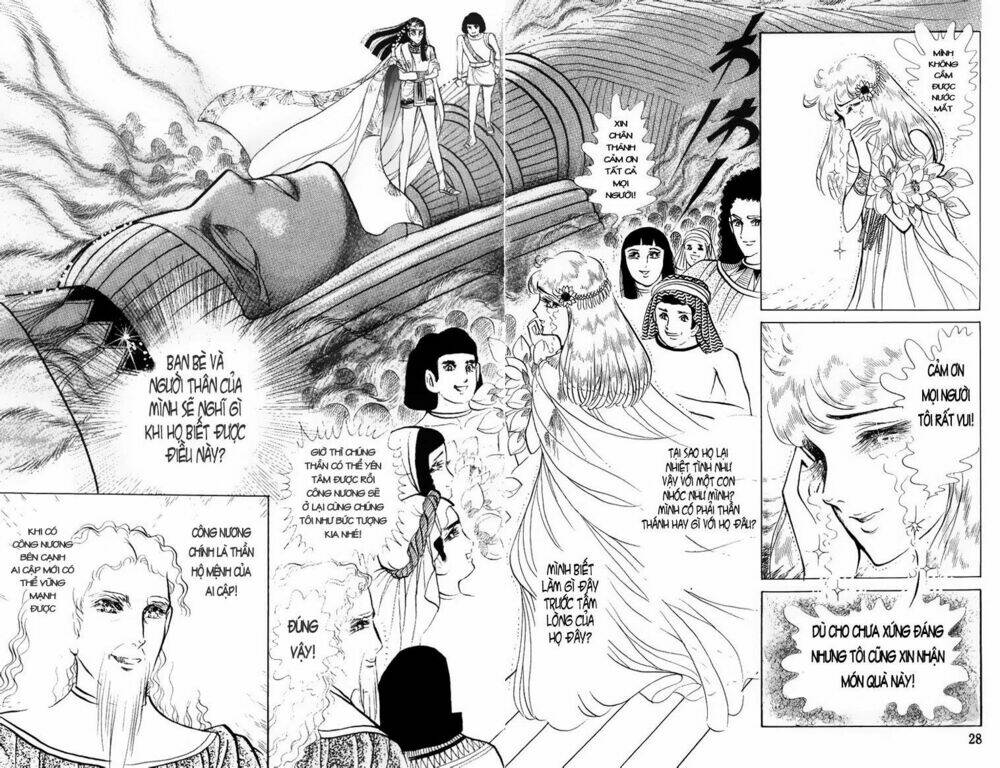 MÌNH
KHÔNG
CẦM
ĐƯỢC
NƯỚC
MẮT
CẢM ƠN
MỌI NGƯỜI
TÔI RẤT VUI!
DÙ CHO CHƯA XỨNG ĐÁNG
NHƯNG TÔI CŨNG XIN NHẬN
MÓN QUÀ NÀY!
わ
わ
XIN
CHÂN
THÀNH
CẢM ƠN
TẤT CẢ
MỌI
NGƯỜI!
TẠI SAO HỌ LẠI
NHIỆT TÌNH NHƯ
VẬY VỚI MỘT CON
NHÓC NHƯ MÌNH?
MÌNH CÓ PHẢI THẦN
THÁNH HAY GÌ VỚI HỌ ĐÂU?
MÌNH BIẾT
LÀM GÌ ĐÂY
TRƯỚC TẤM
LÒNG CỦA
HỌ ĐÂY?
BẠN BÈ VÀ
NGƯỜI THÂN CỦA
MÌNH SẼ NGHĨ GÌ
KHI HỌ BIẾT ĐƯỢC
ĐIỀU NÀY?
GIỜ THÌ CHÚNG
THẦN CÓ THỂ YÊN
TÂM ĐƯỢC RỒI
CÔNG NƯƠNG SẼ
Ở LẠI CÙNG CHÚNG
TÔI NHƯ BỨC TƯỢNG
KIA NHÉ!
ĐÚNG
VẬY!
CÔNG NƯƠNG
CHÍNH LÀ THẦN
HỘ MỆNH CỦA
AI CẬP!
KHI CÓ
CÔNG NƯƠNG
BÊN CẠNH
AI CẬP MỚI CÓ
THỂ VỮNG
MẠNH
ĐƯỢC
28